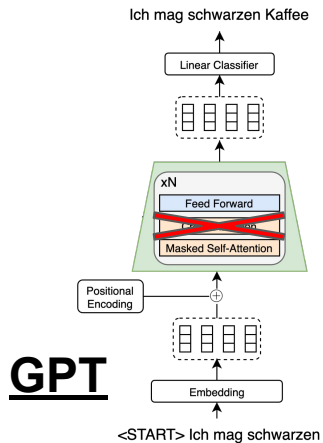 Ich mag schwarzen Kaffee
Linear Classifier
xN
Feed Forward
Masked Self-Attention
Positional
Encoding
GPT
Embedding
<START> Ich mag schwarzen